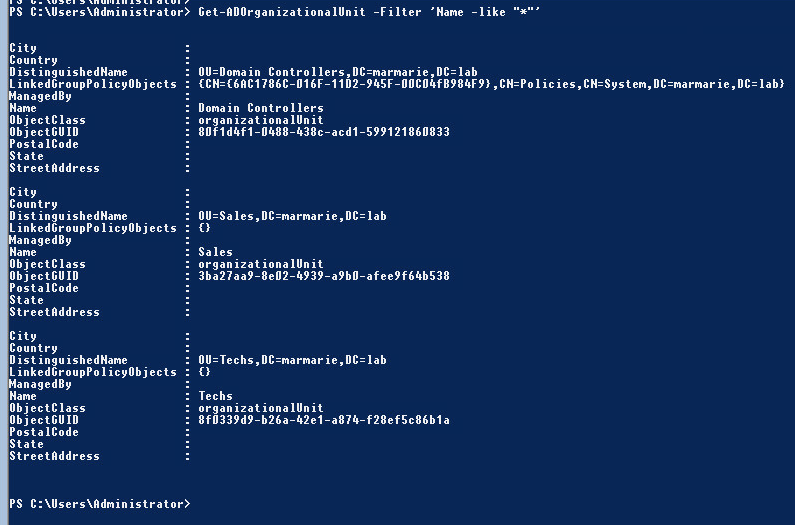 PS C:\Users\Administrator> Get-ADOrganizationalUnit -Filter 'Name -like "*"'
City :
Country :
DistinguishedName : OU=Domain Controllers,DC=marmarie,DC=lab
LinkedGroupPolicyObjects : {CN={6AC1786C-016F-11D2-945F-00C04fB984F9},CN=Policies,CN=System,DC=marmarie,DC=lab}
ManagedBy :
Name : Domain Controllers
ObjectClass : organizationalUnit
ObjectGUID : 80f1d4f1-0488-438c-acd1-599121860833
PostalCode :
State :
StreetAddress :
City :
Country :
DistinguishedName : OU=Sales,DC=marmarie,DC=lab
LinkedGroupPolicyObjects : {}
ManagedBy :
Name : Sales
ObjectClass : organizationalUnit
ObjectGUID : 3ba27aa9-8e02-4939-a9b0-afee9f64b538
PostalCode :
State :
StreetAddress :
City :
Country :
DistinguishedName : OU=Techs,DC=marmarie,DC=lab
LinkedGroupPolicyObjects : {}
ManagedBy :
Name : Techs
ObjectClass : organizationalUnit
ObjectGUID : 8f0339d9-b26a-42e1-a874-f28ef5c86b1a
PostalCode :
State :
StreetAddress :
PS C:\Users\Administrator>